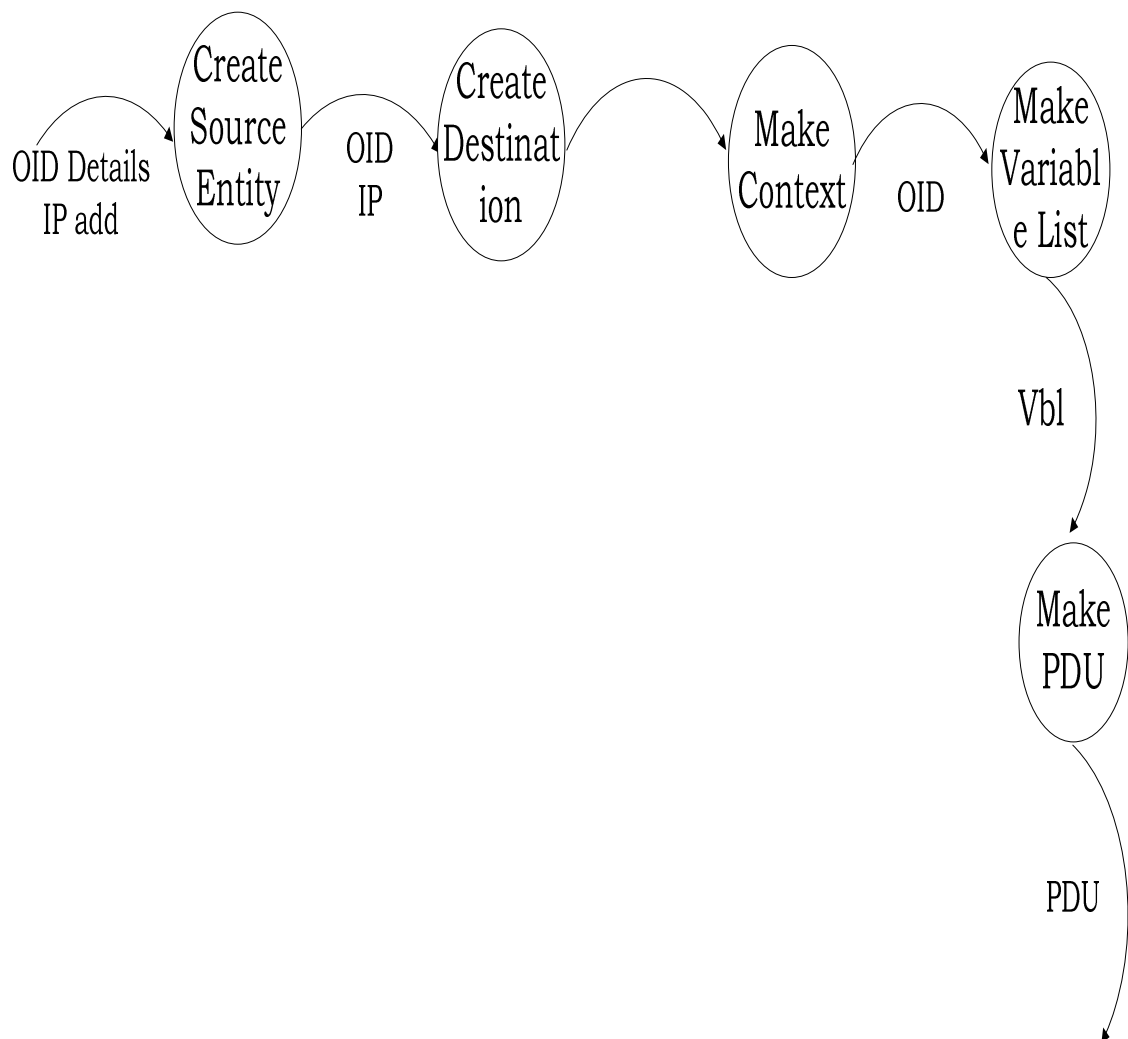 OID Details
IP add
Create
Source
Entity
OID
IP
Create
Destinat
ion
Make
Context
OID
Make
Variabl
e List
Vbl
Make
PDU
PDU